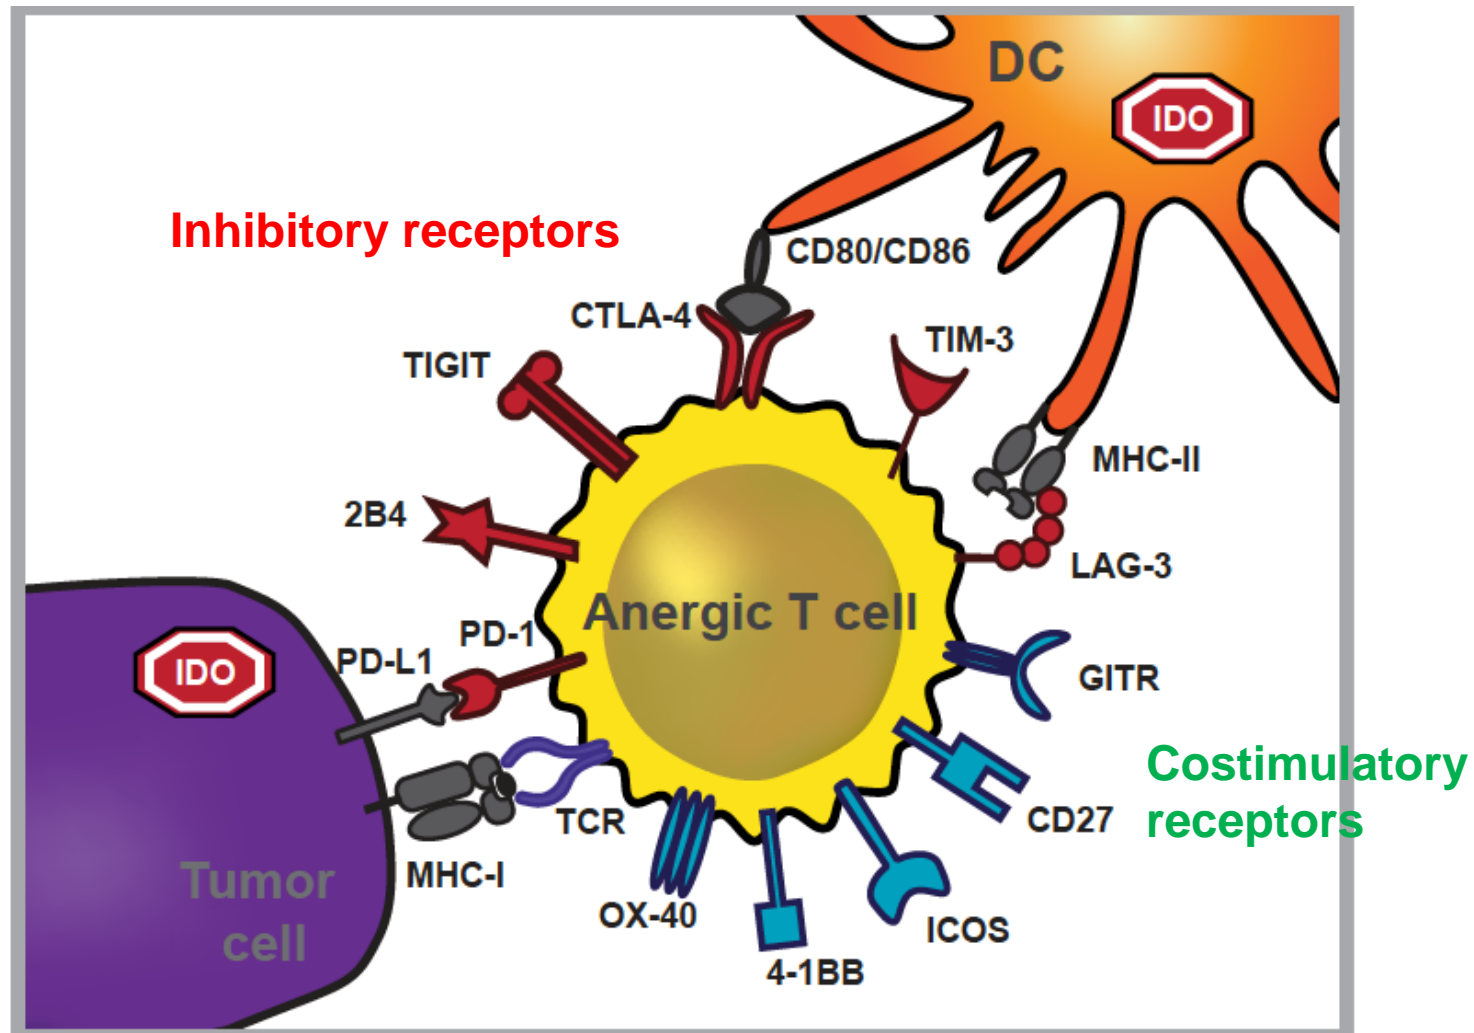 DC
IDO
Inhibitory receptors
CD80/CD86
CTLA-4
TIM-3
TIGIT
MHC-II
2B4
LAG-3
Anergic T cell
PD-1
PD-L1
IDO
GITR
Costimulatory
receptors
CD27
TCR
MHC-I
Tumor
cell
OX-40
ICOS
4-1BB